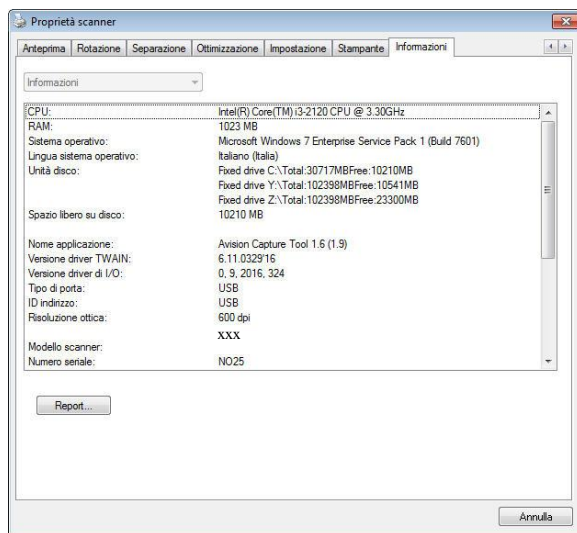 Proprietà scanner
Anteprima Rotazione Separazione Ottimizzazione Impostazione Stampante Informazioni
Informazioni
CPU: Intel(R) Core(TM) i3-2120 CPU @ 3.30GHz
RAM: 1023 MB
Sistema operativo: Microsoft Windows 7 Enterprise Service Pack 1 (Build 7601)
Lingua sistema operativo: Italiano (Italia)
Unità disco: Fixed drive C:\Total:30717MBFree:10210MB
Fixed drive Y:\Total:102398MBFree:10541MB
Fixed drive Z:\Total:102398MBFree:23300MB
Spazio libero su disco: 10210 MB
Nome applicazione: Avision Capture Tool 1.6 (1.9)
Versione driver TWAIN: 6.11.0329'16
Versione driver di I/O: 0, 9, 2016, 324
Tipo di porta: USB
ID indirizzo: USB
Risoluzione ottica: 600 dpi
XXX
Modello scanner:
Numero seriale: NO25
Report...
Annulla